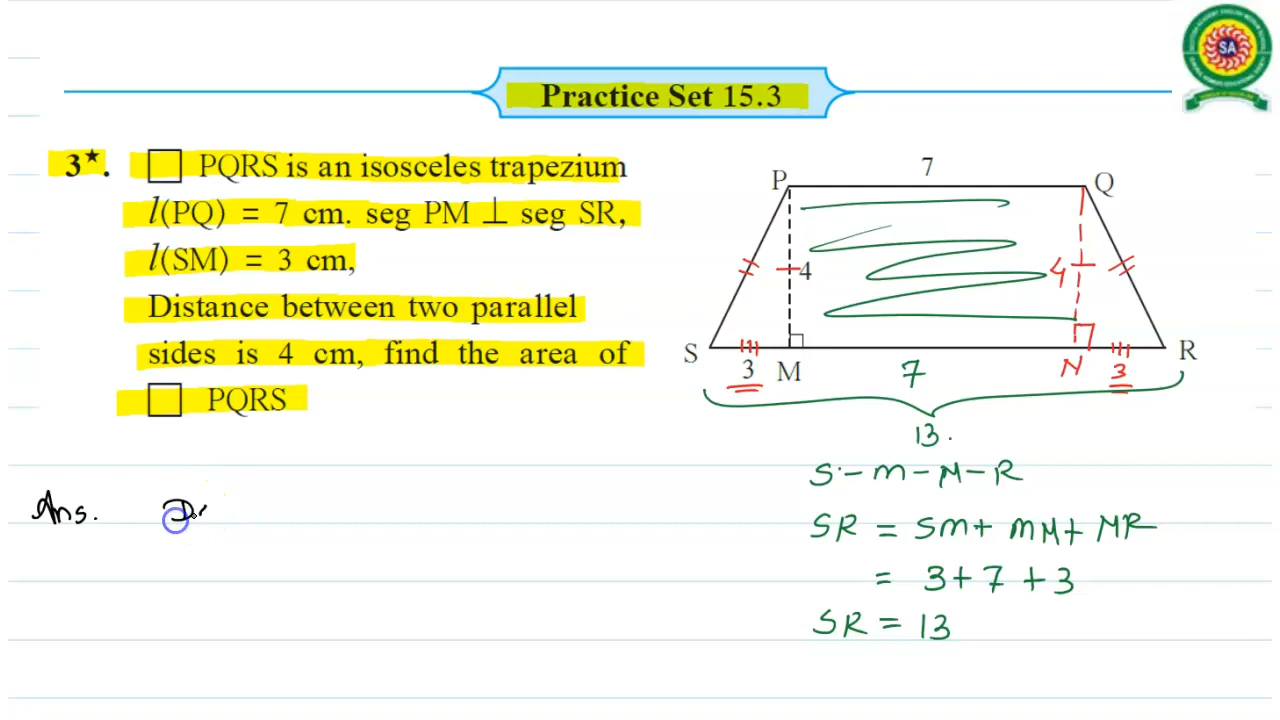 SA
Practice Set 15.3
3★. □ PQRS is an isosceles trapezium
l(PQ) = 7 cm. seg PM ⊥ seg SR,
l(SM) = 3 cm,
Distance between two parallel
sides is 4 cm, find the area of
□ PQRS
P 7 Q
4 4
S 3 M 7 N 3 R
13.
S - M - N - R
SR = SM + MN + NR
= 3 + 7 + 3
SR = 13
Ans.